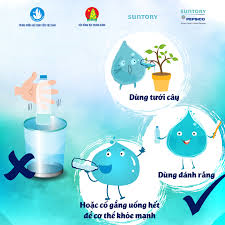 SUNTORY
SUNTORY
PEPSICO
Dùng tưới cây
Dùng đánh răng
Hoặc cố gắng uống hết
để cơ thể khỏe mạnh